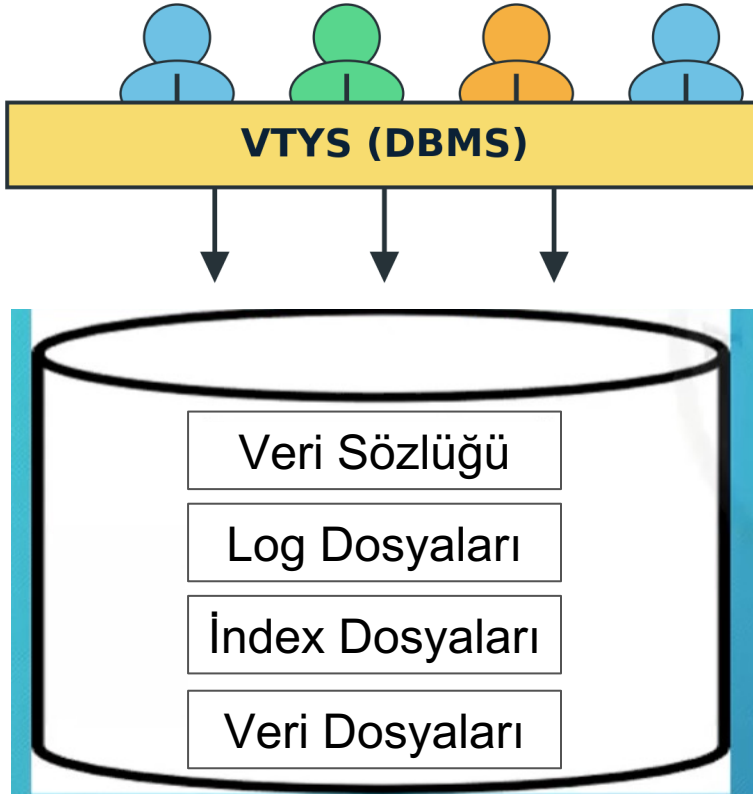 VTYS (DBMS)
Veri Sözlüğü
Log Dosyaları
İndex Dosyaları
Veri Dosyaları